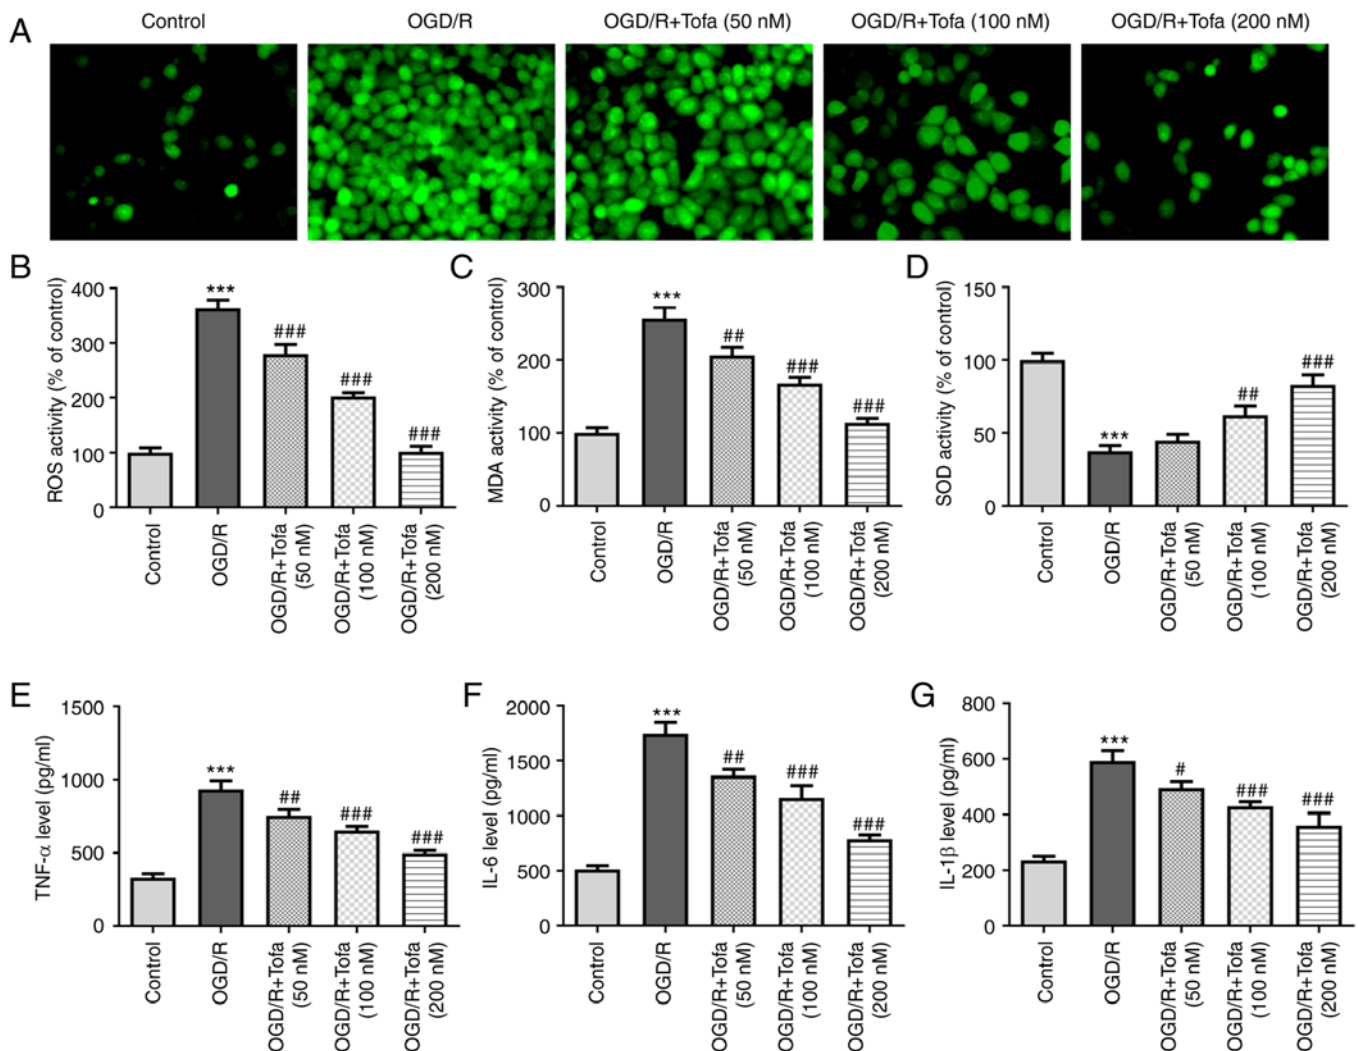 A
Control
OGD/R
OGD/R+Tofa (50 nM)
OGD/R+Tofa (100 nM)
OGD/R+Tofa (200 nM)
B
ROS activity (% of control)
400
300
200
100
0
***
###
###
###
Control
OGD/R
OGD/R+Tofa
(50 nM)
OGD/R+Tofa
(100 nM)
OGD/R+Tofa
(200 nM)
C
MDA activity (% of control)
300
200
100
0
***
##
###
###
Control
OGD/R
OGD/R+Tofa
(50 nM)
OGD/R+Tofa
(100 nM)
OGD/R+Tofa
(200 nM)
D
SOD activity (% of control)
150
100
50
0
***
##
###
Control
OGD/R
OGD/R+Tofa
(50 nM)
OGD/R+Tofa
(100 nM)
OGD/R+Tofa
(200 nM)
E
TNF-α level (pg/ml)
1500
1000
500
0
***
##
###
###
Control
OGD/R
OGD/R+Tofa
(50 nM)
OGD/R+Tofa
(100 nM)
OGD/R+Tofa
(200 nM)
F
IL-6 level (pg/ml)
2000
1500
1000
500
0
***
##
###
###
Control
OGD/R
OGD/R+Tofa
(50 nM)
OGD/R+Tofa
(100 nM)
OGD/R+Tofa
(200 nM)
G
IL-1β level (pg/ml)
800
600
400
200
0
***
#
###
###
Control
OGD/R
OGD/R+Tofa
(50 nM)
OGD/R+Tofa
(100 nM)
OGD/R+Tofa
(200 nM)